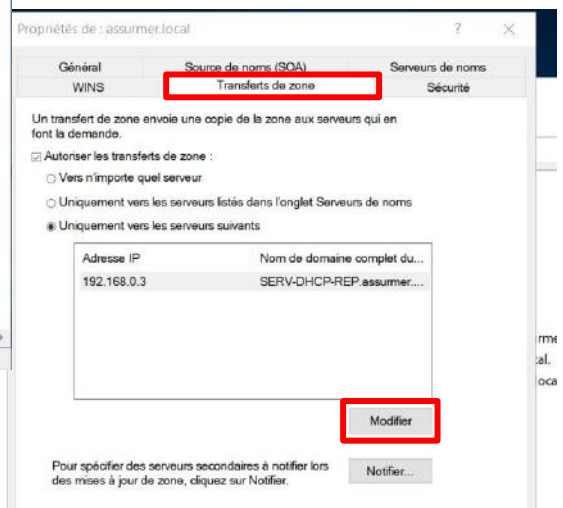 Propriétés de : assurmer.local ? ×
Général Source de noms (SOA) Serveurs de noms
WINS Transferts de zone Sécurité
Un transfert de zone envoie une copie de la zone aux serveurs qui en
font la demande.
Autoriser les transferts de zone :
Vers n'importe quel serveur
Uniquement vers les serveurs listés dans l'onglet Serveurs de noms
Uniquement vers les serveurs suivants
Adresse IP Nom de domaine complet du...
192.168.0.3 SERV-DHCP-REP.assurmer....
Modifier
Pour spécifier des serveurs secondaires à notifier lors
des mises à jour de zone, cliquez sur Notifier.
Notifier...